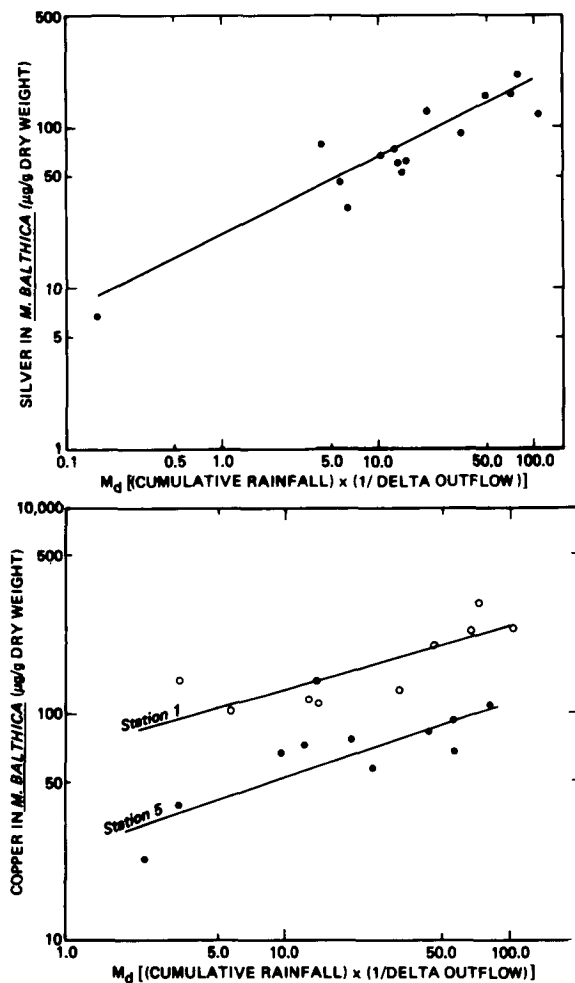 500
100
50
10
5
1
SILVER IN M. BALTHICA (µg/g DRY WEIGHT)
0.1 0.5 1.0 5.0 10.0 50.0 100.0
Md [(CUMULATIVE RAINFALL) x (1/ DELTA OUTFLOW)]
10,000
500
100
50
10
COPPER IN M. BALTHICA (µg/g DRY WEIGHT)
Station 1
Station 5
1.0 5.0 10.0 50.0 100.0
Md [(CUMULATIVE RAINFALL) x (1/DELTA OUTFLOW)]